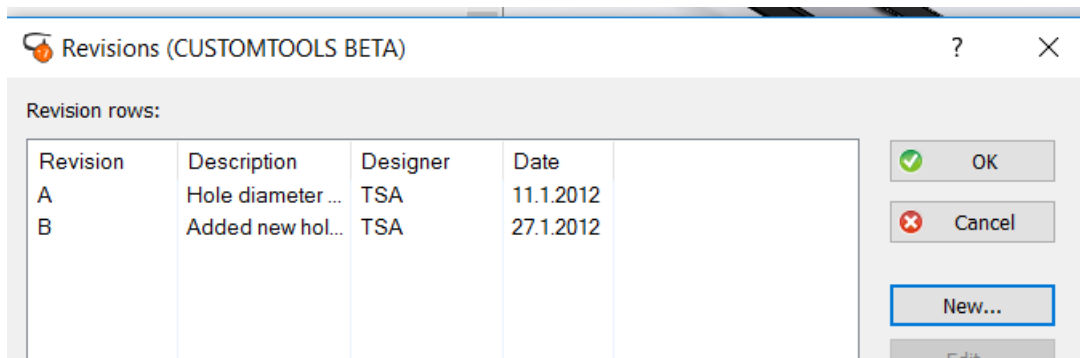 Revisions (CUSTOMTOOLS BETA) ?
Revision rows:
Revision Description Designer Date
A Hole diameter ... TSA 11.1.2012
B Added new hol... TSA 27.1.2012
OK
Cancel
New...
Edit...